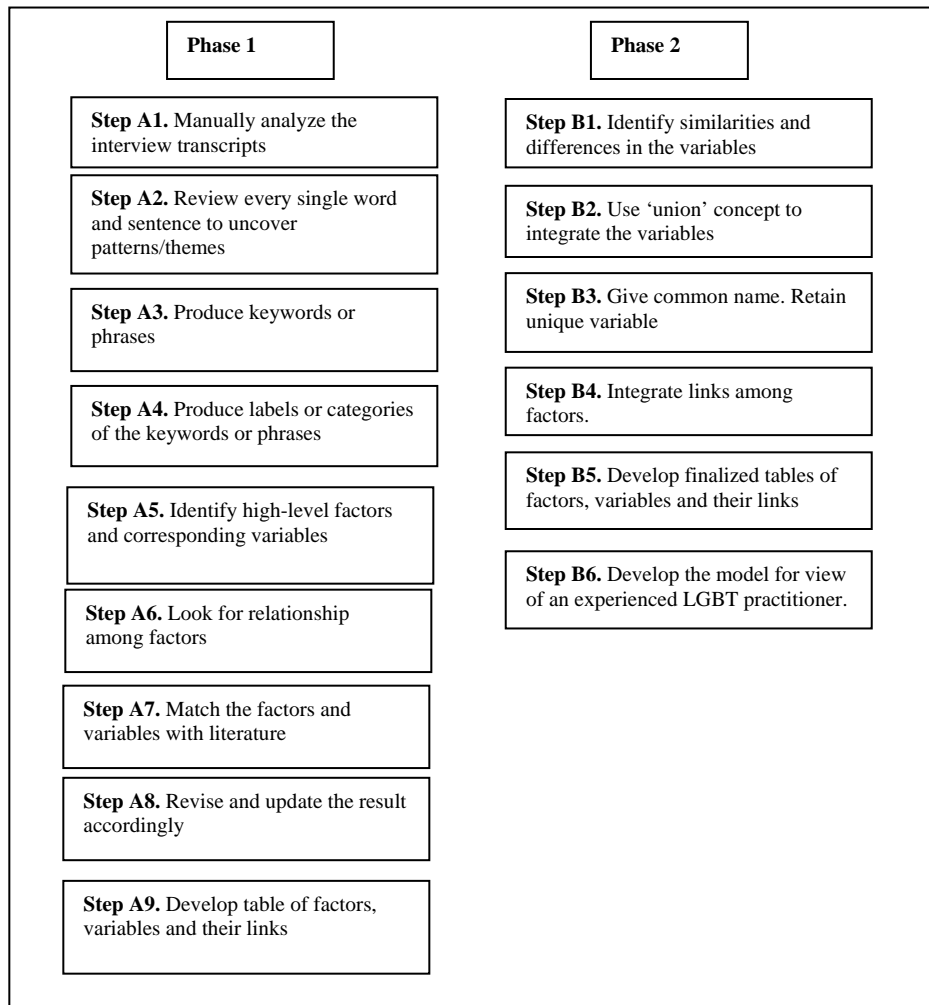 Phase 1
Step A1. Manually analyze the
interview transcripts
Step A2. Review every single word
and sentence to uncover
patterns/themes
Step A3. Produce keywords or
phrases
Step A4. Produce labels or categories
of the keywords or phrases
Step A5. Identify high-level factors
and corresponding variables
Step A6. Look for relationship
among factors
Step A7. Match the factors and
variables with literature
Step A8. Revise and update the result
accordingly
Step A9. Develop table of factors,
variables and their links
Phase 2
Step B1. Identify similarities and
differences in the variables
Step B2. Use ‘union’ concept to
integrate the variables
Step B3. Give common name. Retain
unique variable
Step B4. Integrate links among
factors.
Step B5. Develop finalized tables of
factors, variables and their links
Step B6. Develop the model for view
of an experienced LGBT practitioner.